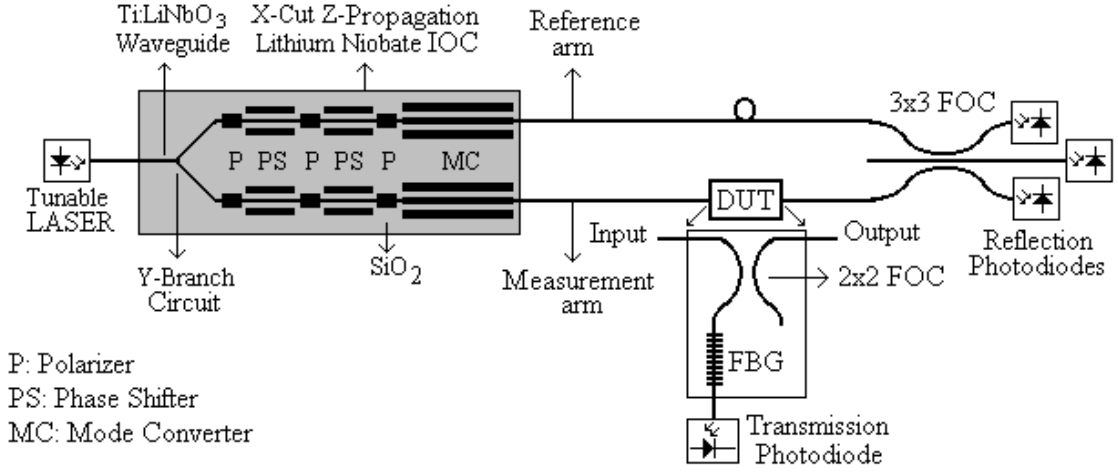 Ti:LiNbO3
Waveguide
X-Cut Z-Propagation
Lithium Niobate IOC
Reference
arm
3x3 FOC
P PS P PS P MC
Tunable
LASER
DUT
Input
Output
Reflection
Photodiodes
Y-Branch
Circuit
SiO2
Measurement
arm
2x2 FOC
FBG
P: Polarizer
PS: Phase Shifter
MC: Mode Converter
Transmission
Photodiode